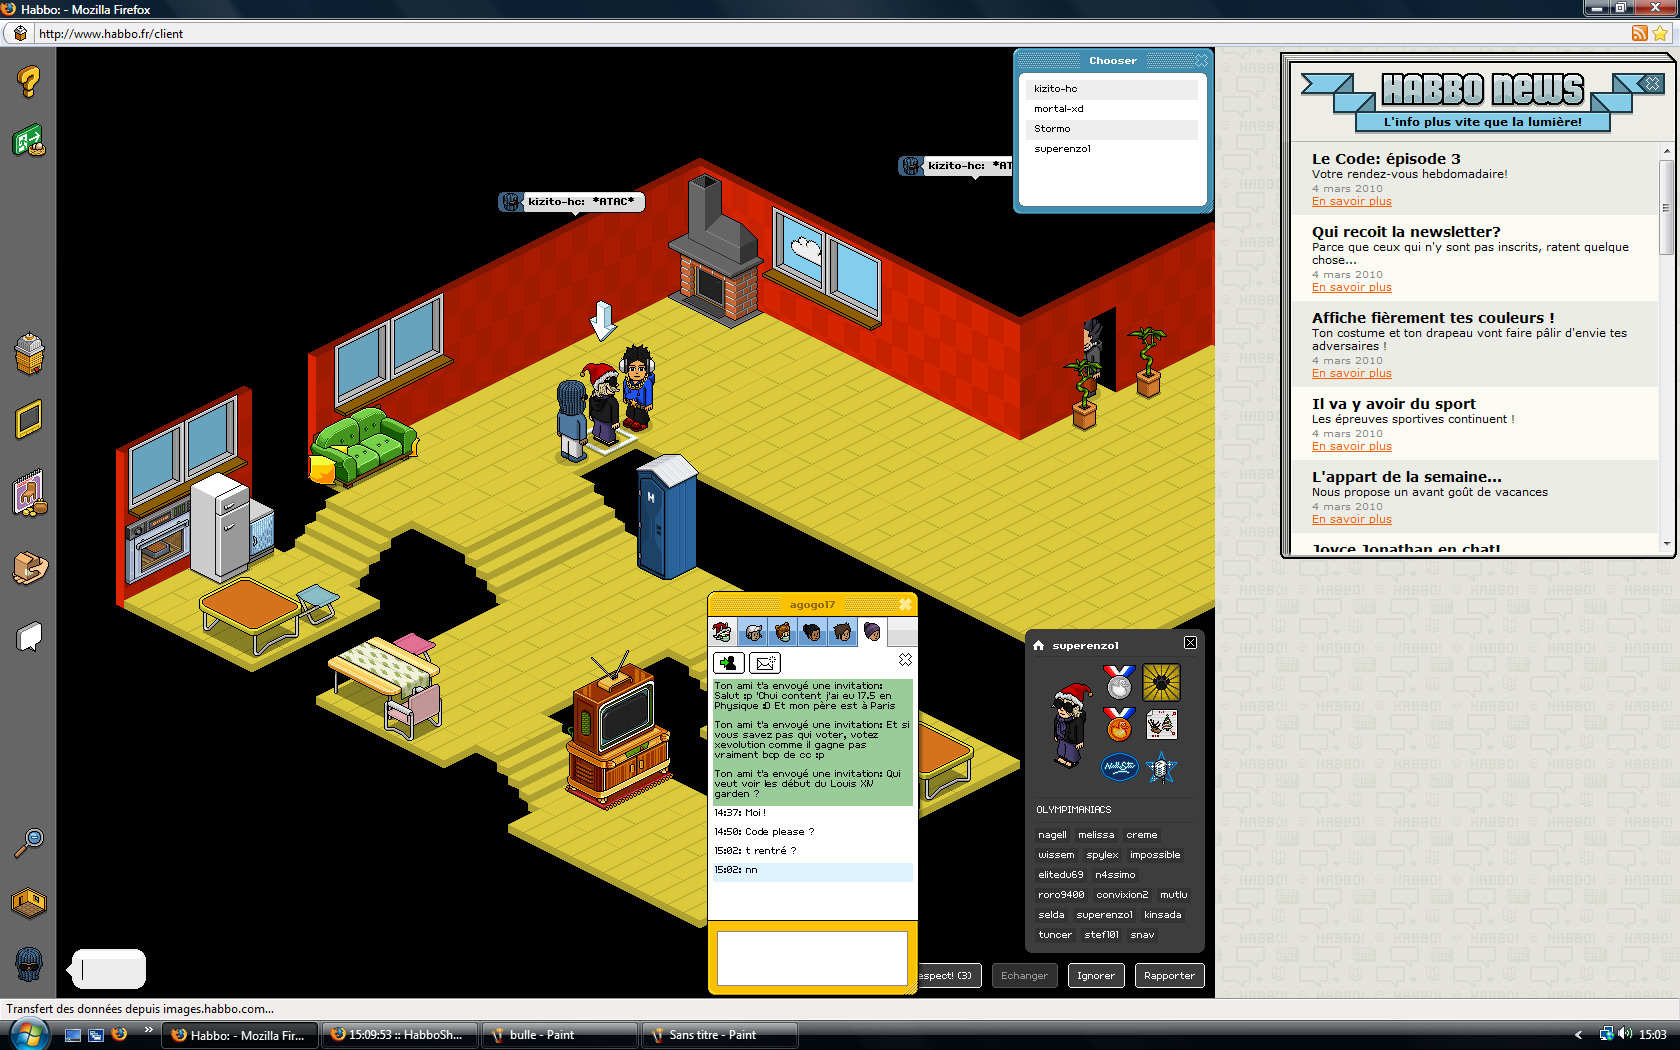 Habbo: - Mozilla Firefox
http://www.habbo.fr/client
Chooser
kizito-hc
mortal-xd
Stormo
superenzo1
kizito-hc: *AT
kizito-hc: *ATAC*
HABBO NEWS
L'info plus vite que la lumière!
Le Code: épisode 3
Votre rendez-vous hebdomadaire!
4 mars 2010
En savoir plus
Qui recoit la newsletter?
Parce que ceux qui n'y sont pas inscrits, ratent quelque
chose...
4 mars 2010
En savoir plus
Affiche fièrement tes couleurs !
Ton costume et ton drapeau vont faire pâlir d'envie tes
adversaires !
4 mars 2010
En savoir plus
Il va y avoir du sport
Les épreuves sportives continuent !
4 mars 2010
En savoir plus
L'appart de la semaine...
Nous propose un avant goût de vacances
4 mars 2010
En savoir plus
Joyce Jonathan en chat!
H
agogo17
Ton ami t'a envoyé une invitation:
Salut :p 'Chui content j'ai eu 17.5 en
Physique :D Et mon père est à Paris
Ton ami t'a envoyé une invitation: Et si
vous savez pas qui voter, votez
xevolution comme il gagne pas
vraiment bcp de cc :p
Ton ami t'a envoyé une invitation: Qui
veut voir les début du Louis XIV
garden ?
14:37: Moi !
14:50: Code please ?
15:02: t rentré ?
15:02: nn
superenzo1
OLYMPIMANIACS
nagell melissa creme
wissem spylex impossible
elitedu69 n4ssimo
roro9400 convixion2 mutlu
selda superenzo1 kinsada
tuncer stef101 snav
espect! (3)
Echanger
Ignorer
Rapporter
Transfert des données depuis images.habbo.com...
Habbo: - Mozilla Fir...
15:09:53 :: HabboSh...
bulle - Paint
Sans titre - Paint
15:03